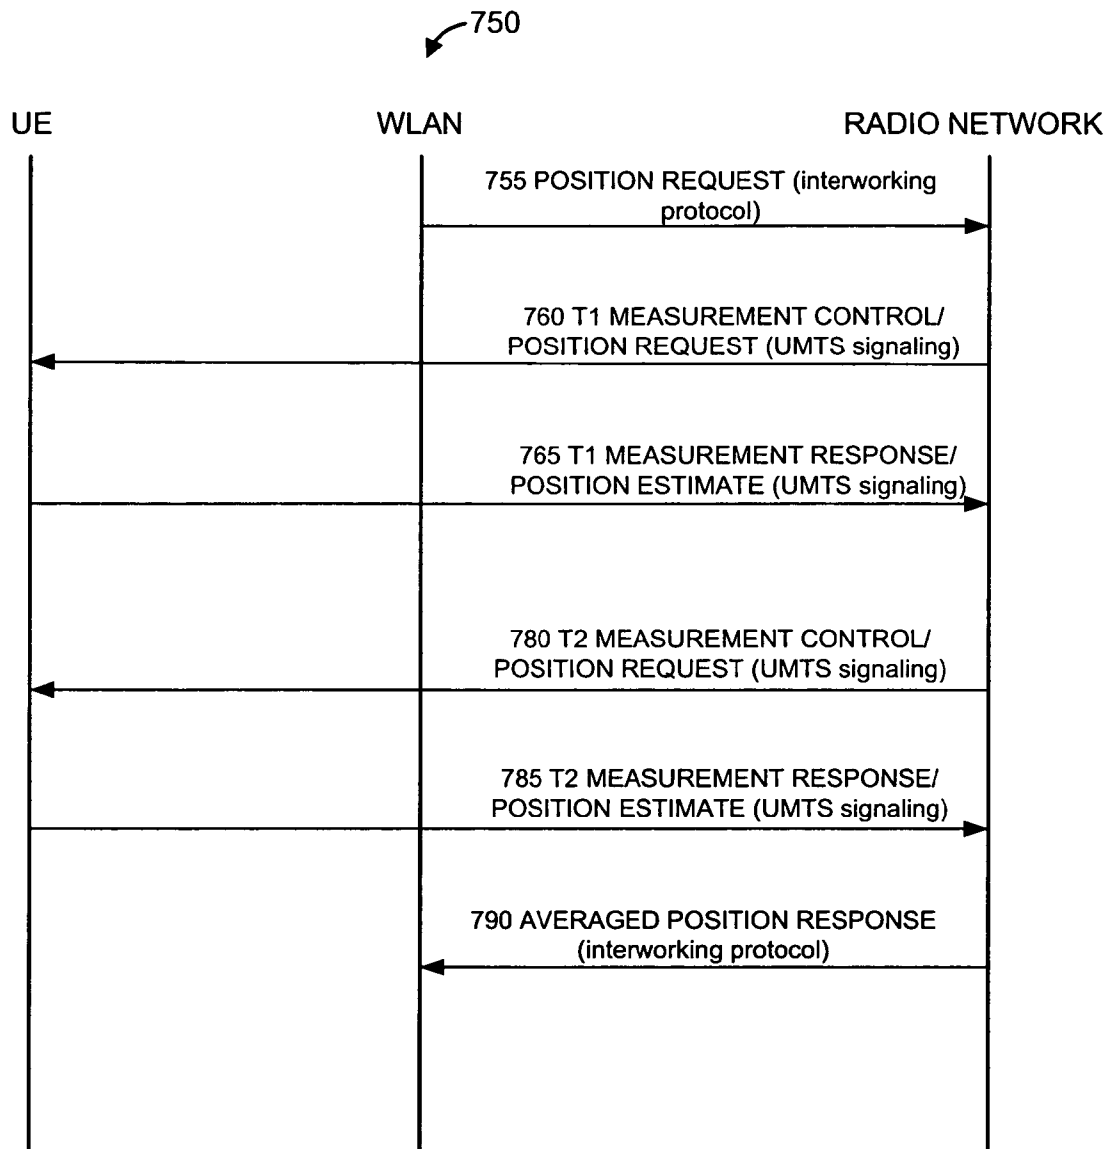 750
UE
WLAN
RADIO NETWORK
755 POSITION REQUEST (interworking
protocol)
760 T1 MEASUREMENT CONTROL/
POSITION REQUEST (UMTS signaling)
765 T1 MEASUREMENT RESPONSE/
POSITION ESTIMATE (UMTS signaling)
780 T2 MEASUREMENT CONTROL/
POSITION REQUEST (UMTS signaling)
785 T2 MEASUREMENT RESPONSE/
POSITION ESTIMATE (UMTS signaling)
790 AVERAGED POSITION RESPONSE
(interworking protocol)